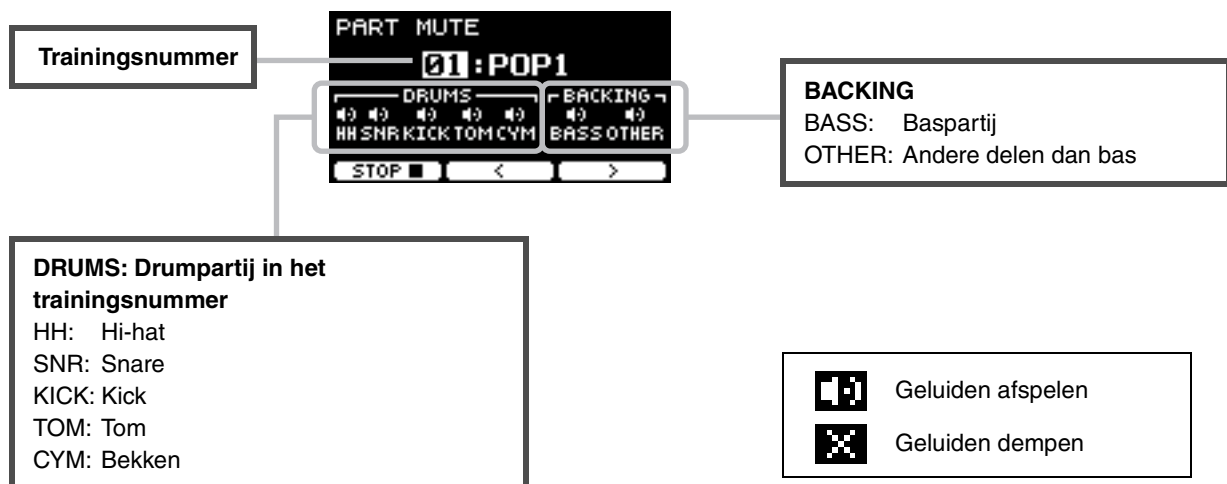 Trainingsnummer
PART MUTE
01:POP1
DRUMS
BACKING
HH SNR KICK TOM CYM
BASS OTHER
STOP ■ < >
BACKING
BASS: Baspartij
OTHER: Andere delen dan bas
DRUMS: Drumpartij in het
trainingsnummer
HH: Hi-hat
SNR: Snare
KICK: Kick
TOM: Tom
CYM: Bekken
Geluiden afspelen
Geluiden dempen